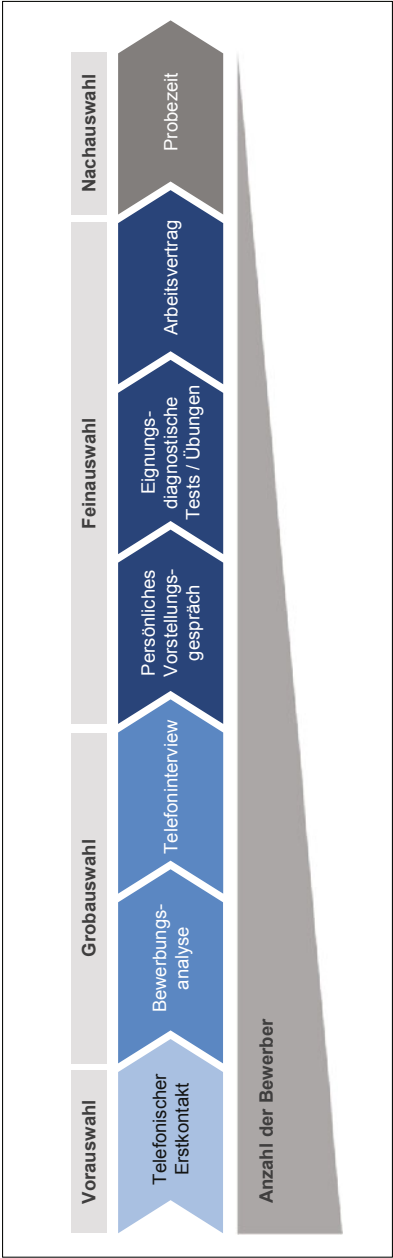 Vorauswahl
Grobauswahl
Feinauswahl
Nachauswahl
Telefonischer
Erstkontakt
Bewerbungs-
analyse
Telefoninterview
Persönliches
Vorstellungs-
gespräch
Eignungs-
diagnostische
Tests / Übungen
Arbeitsvertrag
Probezeit
Anzahl der Bewerber